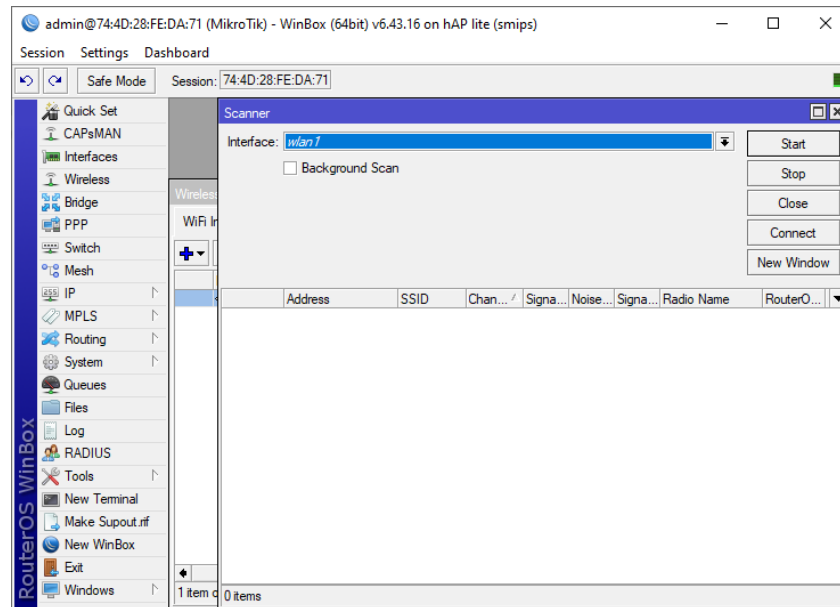 admin@74:4D:28:FE:DA:71 (MikroTik) - WinBox (64bit) v6.43.16 on hAP lite (smips)
Session Settings Dashboard
Safe Mode Session: 74:4D:28:FE:DA:71
RouterOS WinBox
Quick Set
CAPsMAN
Interfaces
Wireless
Bridge
PPP
Switch
Mesh
IP
MPLS
Routing
System
Queues
Files
Log
RADIUS
Tools
New Terminal
Make Supout.rif
New WinBox
Exit
Windows
Wireless
WiFi In
1 item o
Scanner
Interface: wlan1
Background Scan
Start
Stop
Close
Connect
New Window
Address SSID Chan... Signa... Noise... Signa... Radio Name RouterO...
0 items